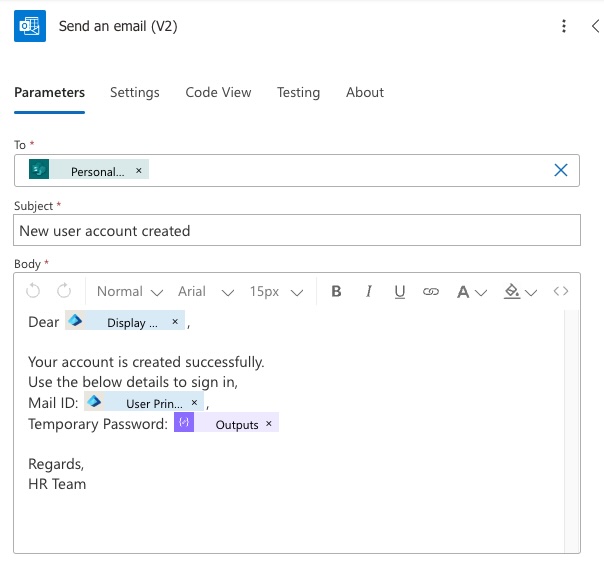 Send an email (V2)
Parameters Settings Code View Testing About
To *
Personal... ×
Subject *
New user account created
Body *
Normal Arial 15px B I U A
Dear Display ... × ,
Your account is created successfully.
Use the below details to sign in,
Mail ID: User Prin... × ,
Temporary Password: Outputs ×
Regards,
HR Team